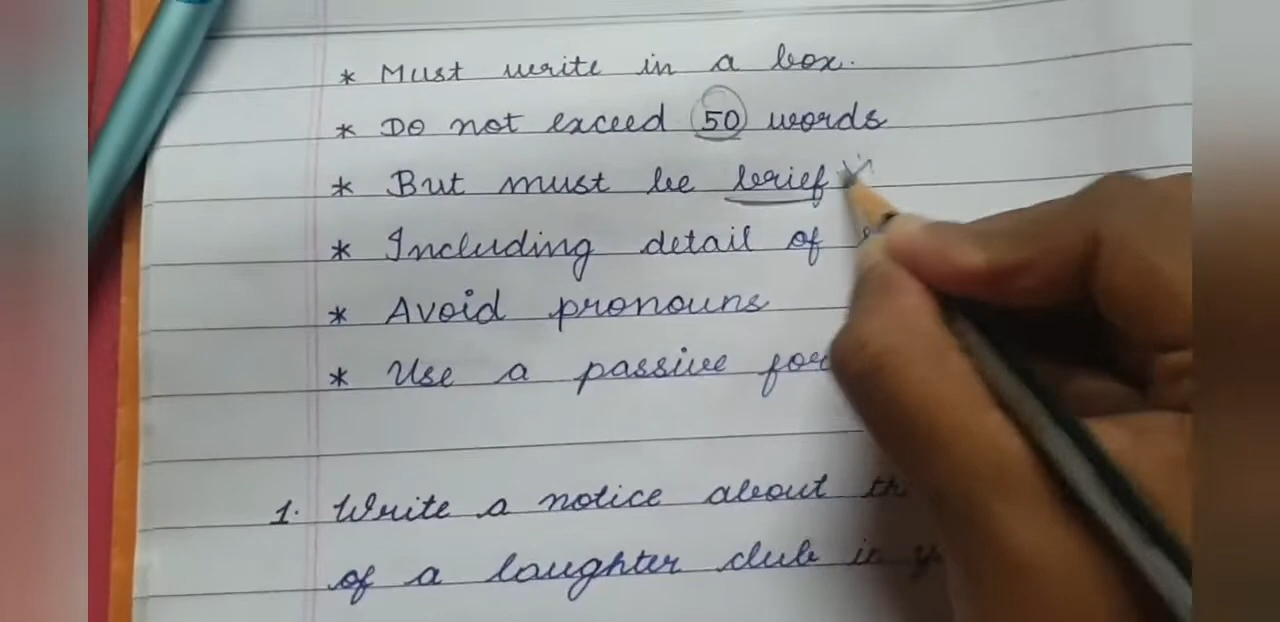 * Must write in a box.
* Do not exceed 50 words
* But must be brief
* Including detail of
* Avoid pronouns
* Use a passive
1. Write a notice about
of a laughter club in